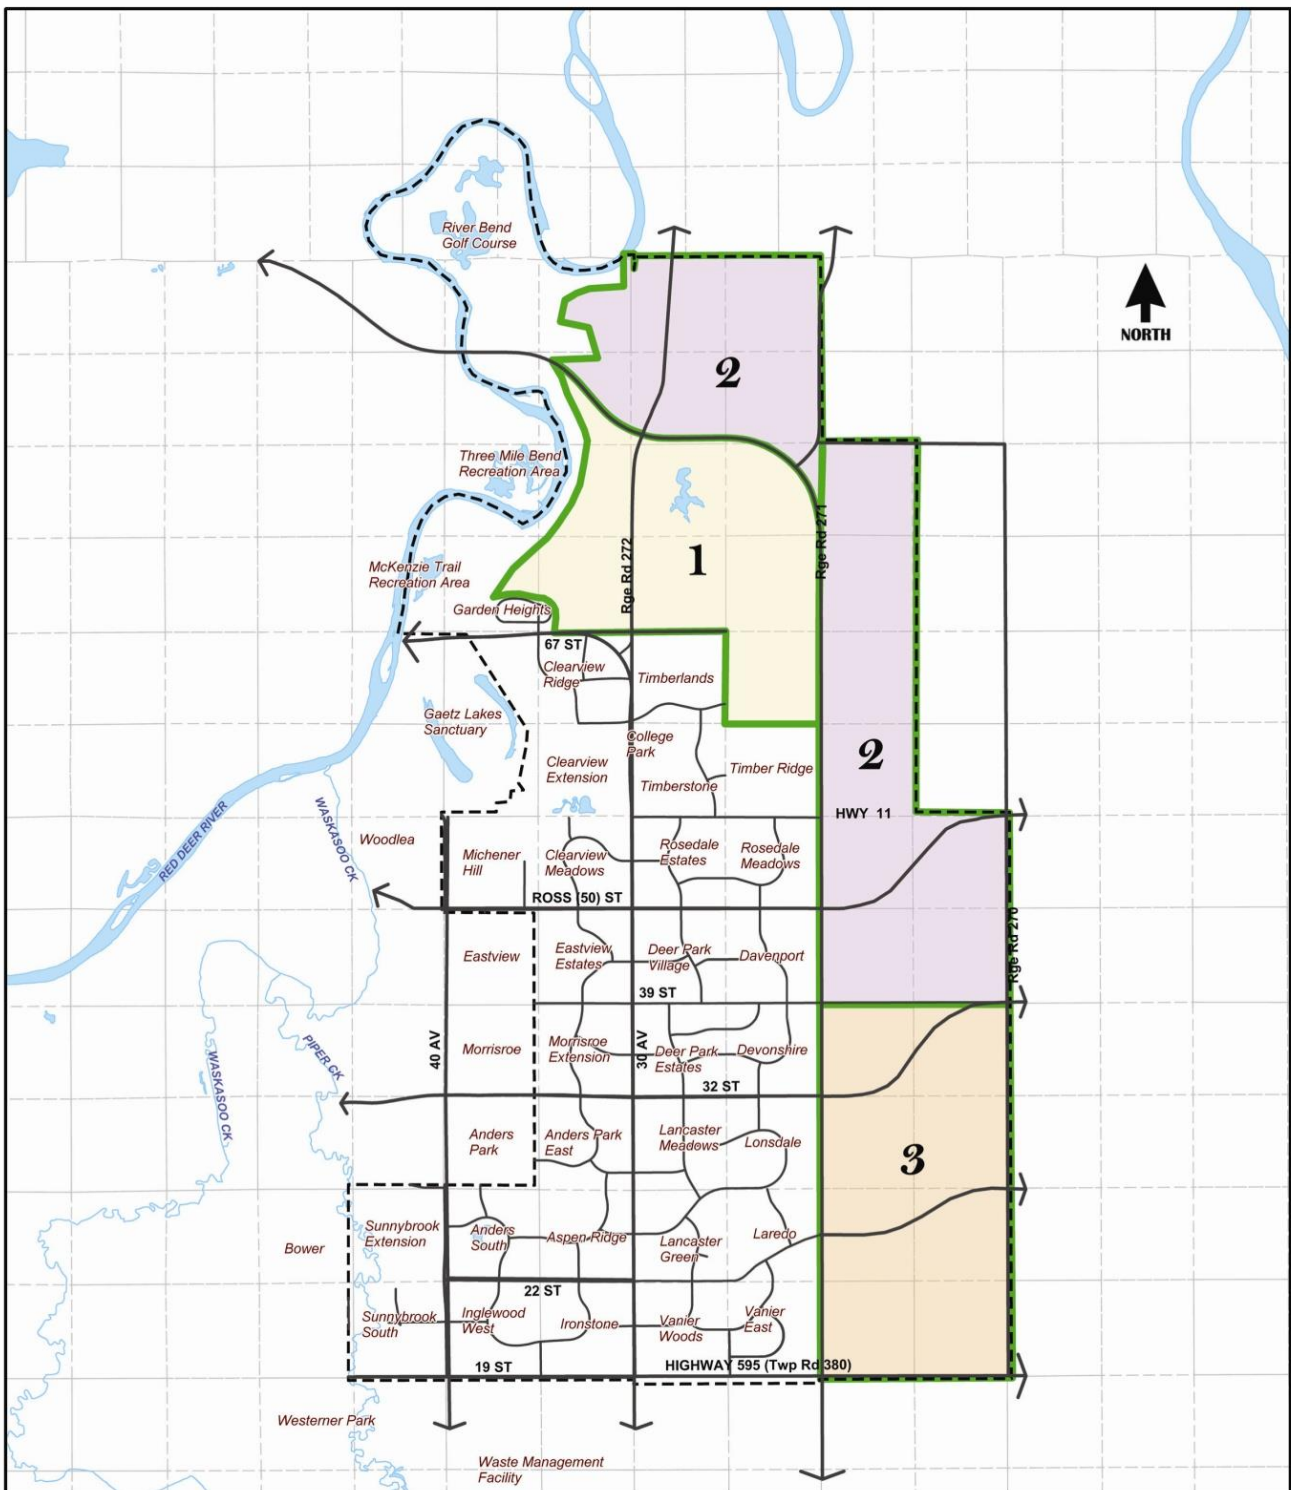 River Bend
Golf Course
NORTH
2
Three Mile Bend
Recreation Area
Rge Rd 271
1
Rge Rd 272
McKenzie Trail
Recreation Area
Garden Heights
67 ST
Clearview
Ridge
Timberlands
Gaetz Lakes
Sanctuary
College
Park
Clearview
Extension
Timber Ridge
Timberstone
2
HWY 11
WASKASOO CK
RED DEER RIVER
Woodlea
Michener
Hill
Clearview
Meadows
Rosedale
Estates
Rosedale
Meadows
ROSS (50) ST
Eastview
Eastview
Estates
Deer Park
Village
Davenport
Rge Rd 270
39 ST
40 AV
30 AV
PIPER CK
WASKASOO CK
Morrisroe
Morrisroe
Extension
Deer Park
Estates
Devonshire
32 ST
Anders
Park
Anders Park
East
Lancaster
Meadows
Lonsdale
3
Sunnybrook
Extension
Bower
Anders
South
Aspen Ridge
Lancaster
Green
Laredo
22 ST
Sunnybrook
South
Inglewood
West
Ironstone
Vanier
Woods
Vanier
East
19 ST
HIGHWAY 595 (Twp Rd 380)
Westerner Park
Waste Management
Facility